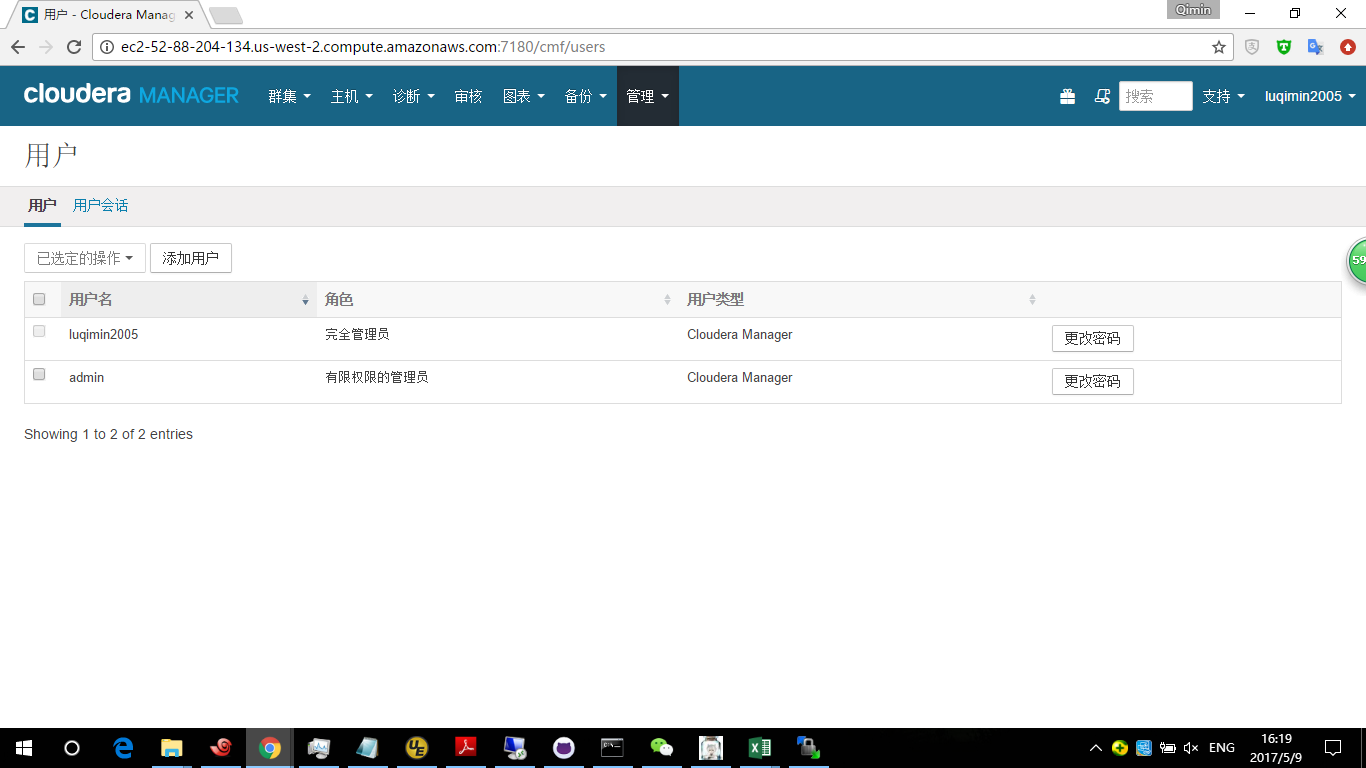 用户 - Cloudera Manag
Qimin
ec2-52-88-204-134.us-west-2.compute.amazonaws.com:7180/cmf/users
cloudera MANAGER 群集 主机 诊断 审核 图表 备份 管理 搜索 支持 luqimin2005
用户
用户 用户会话
已选定的操作 添加用户
59
用户名 角色 用户类型
luqimin2005 完全管理员 Cloudera Manager 更改密码
admin 有限权限的管理员 Cloudera Manager 更改密码
Showing 1 to 2 of 2 entries
ENG 16:19
2017/5/9